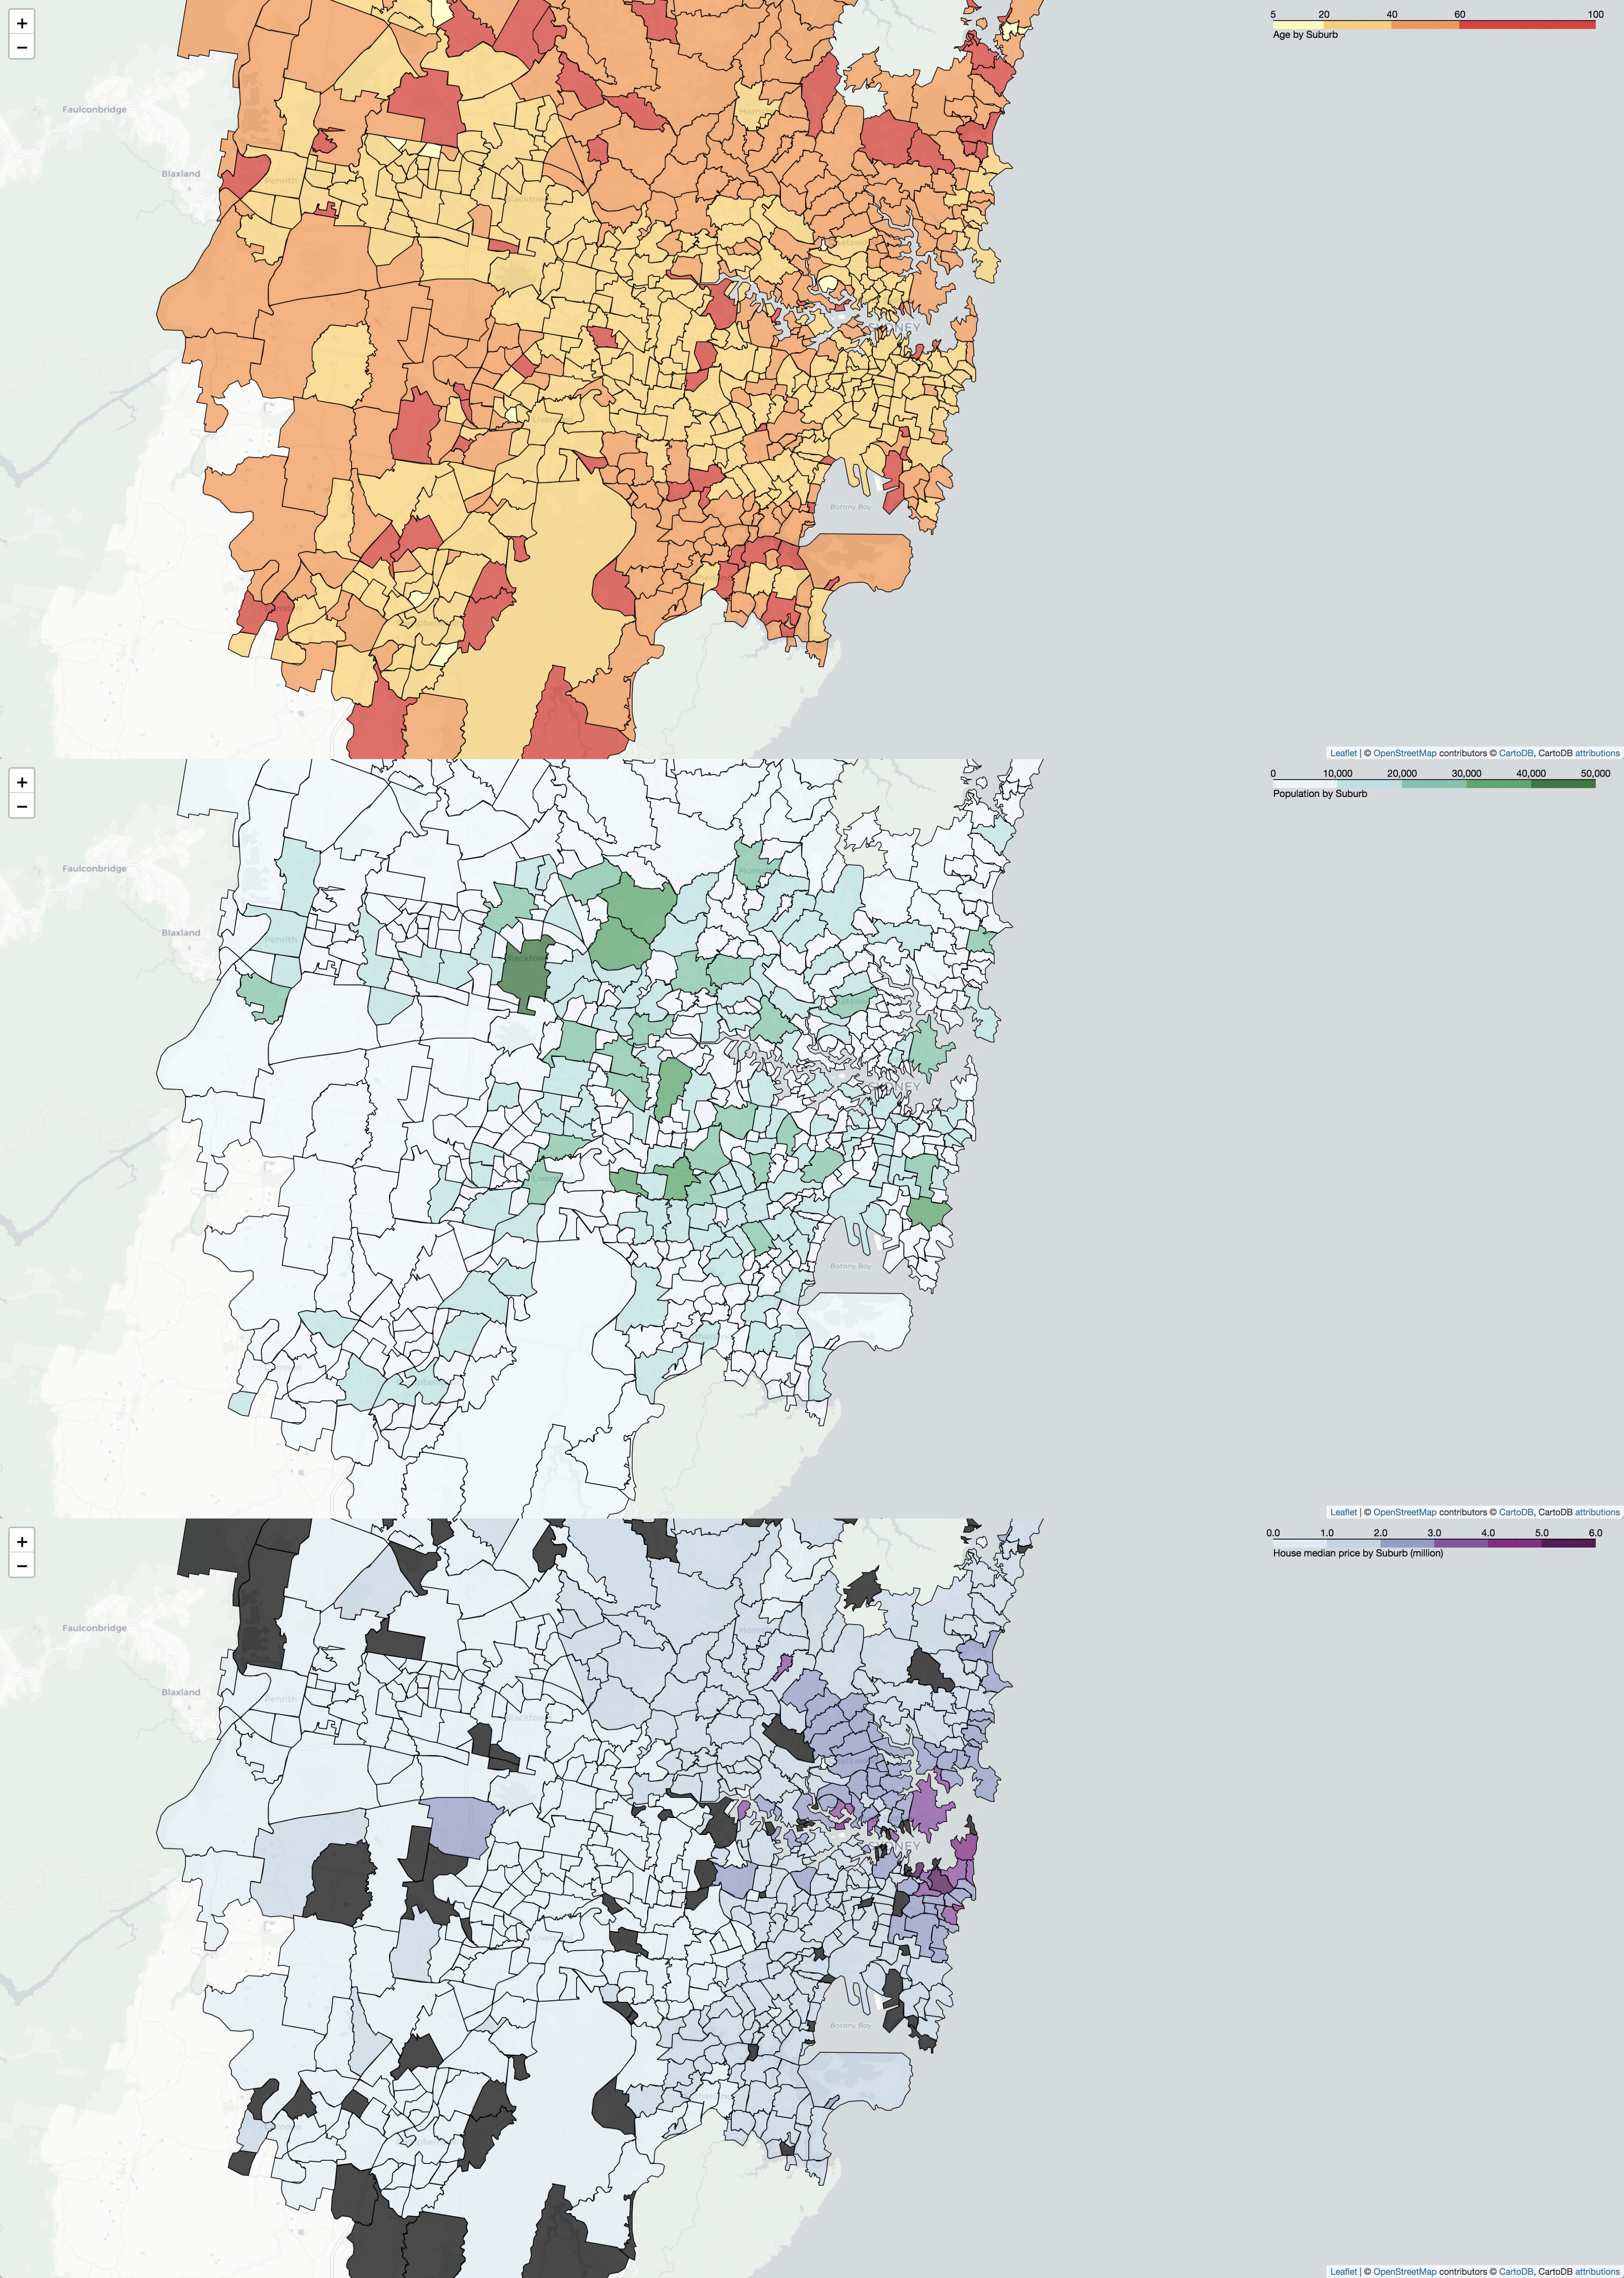 +
−
5 20 40 60 100
Age by Suburb
Faulconbridge
Hornsby
Blaxland
Penrith
Blacktown
SYDNEY
Liverpool
Botany Bay
Leaflet | © OpenStreetMap contributors © CartoDB, CartoDB attributions
+
−
0 10,000 20,000 30,000 40,000 50,000
Population by Suburb
Faulconbridge
Blaxland
Penrith
Blacktown
SYDNEY
Botany Bay
Leaflet | © OpenStreetMap contributors © CartoDB, CartoDB attributions
+
−
0.0 1.0 2.0 3.0 4.0 5.0 6.0
House median price by Suburb (million)
Faulconbridge
Hornsby
Blaxland
Penrith
Blacktown
SYDNEY
Liverpool
Botany Bay
Leaflet | © OpenStreetMap contributors © CartoDB, CartoDB attributions